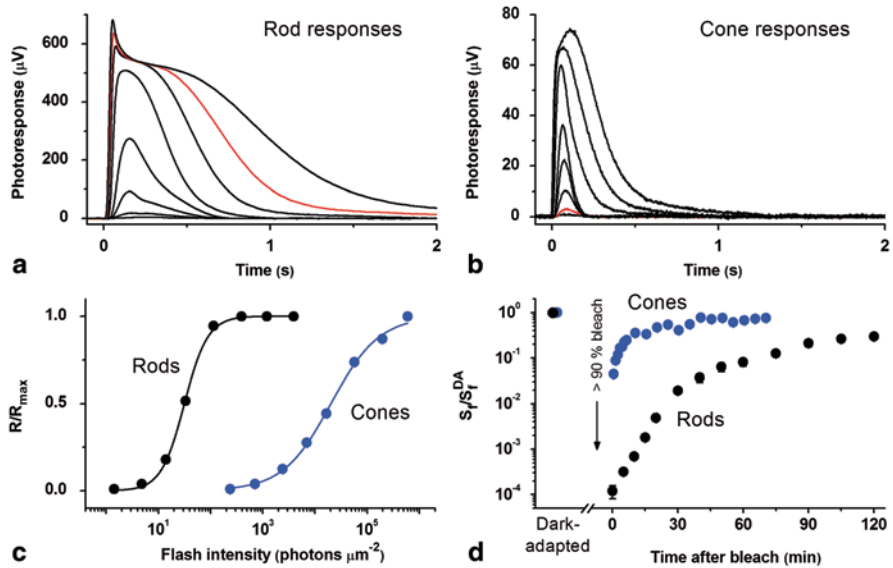 Rod responses
600
400
200
0
Photoresponse (µV)
0
1
2
Time (s)
a
Cone responses
80
60
40
20
0
Photoresponse (µV)
0
1
2
Time (s)
b
1.0
0.5
0.0
R/Rmax
Rods
Cones
10¹
10³
10⁵
Flash intensity (photons µm⁻²)
c
10⁰
10⁻¹
10⁻²
10⁻³
10⁻⁴
Sf/SfDA
Cones
> 90 % bleach
Rods
Dark-
adapted
0
30
60
90
120
Time after bleach (min)
d